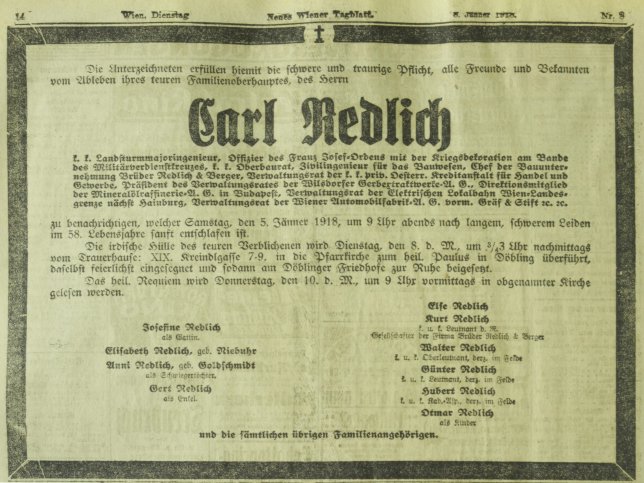 14 Wien, Dienstag Neues Wiener Tagblatt. 8. Jänner 1918. Nr. 8
Die Unterzeichneten erfüllen hiemit die schwere und traurige Pflicht, alle Freunde und Bekannten
vom Ableben ihres teuren Familienoberhauptes, des Herrn
Carl Redlich
k. k. Landsturmmajoringenieur, Offizier des Franz Josef-Ordens mit der Kriegsdekoration am Bande
des Militärverdienstkreuzes, k. k. Oberbaurat, Zivilingenieur für das Bauwesen, Chef der Bauunter-
nehmung Brüder Redlich & Berger, Verwaltungsrat der k. k. priv. Oesterr. Kreditanstalt für Handel und
Gewerbe, Präsident des Verwaltungsrates der Wilsdorfer Gerbextraktwerke-A. G., Direktionsmitglied
der Mineralölraffinerie-A. G. in Budapest, Verwaltungsrat der Elektrischen Lokalbahn Wien-Landes-
grenze nächst Hainburg, Verwaltungsrat der Wiener Automobilfabrik-A. G. vorm. Gräf & Stift ꝛc. ꝛc.
zu benachrichtigen, welcher Samstag, den 5. Jänner 1918, um 9 Uhr abends nach langem, schwerem Leiden
im 58. Lebensjahre sanft entschlafen ist.
Die irdische Hülle des teuren Verblichenen wird Dienstag, den 8. d. M., um ¾3 Uhr nachmittags
vom Trauerhause: XIX. Kreindlgasse 7-9, in die Pfarrkirche zum heil. Paulus in Döbling überführt,
daselbst feierlichst eingesegnet und sodann am Döblinger Friedhofe zur Ruhe beigesetzt.
Das heil. Requiem wird Donnerstag, den 10. d. M., um 9 Uhr vormittags in obgenannter Kirche
gelesen werden.
Josefine Redlich
als Gattin.
Elisabeth Redlich, geb. Niebuhr
Anni Redlich, geb. Goldschmidt
als Schwiegertöchter.
Gert Redlich
als Enkel.
Else Redlich
Kurt Redlich
k. u. k. Leutnant d. R.
Gesellschafter der Firma Brüder Redlich & Berger
Walter Redlich
k. u. k. Oberleutnant, derz. im Felde
Günter Redlich
k. u. k. Leutnant, derz. im Felde
Hubert Redlich
k. u. k. Kad.-Asp., derz. im Felde
Otmar Redlich
als Kinder
und die sämtlichen übrigen Familienangehörigen.